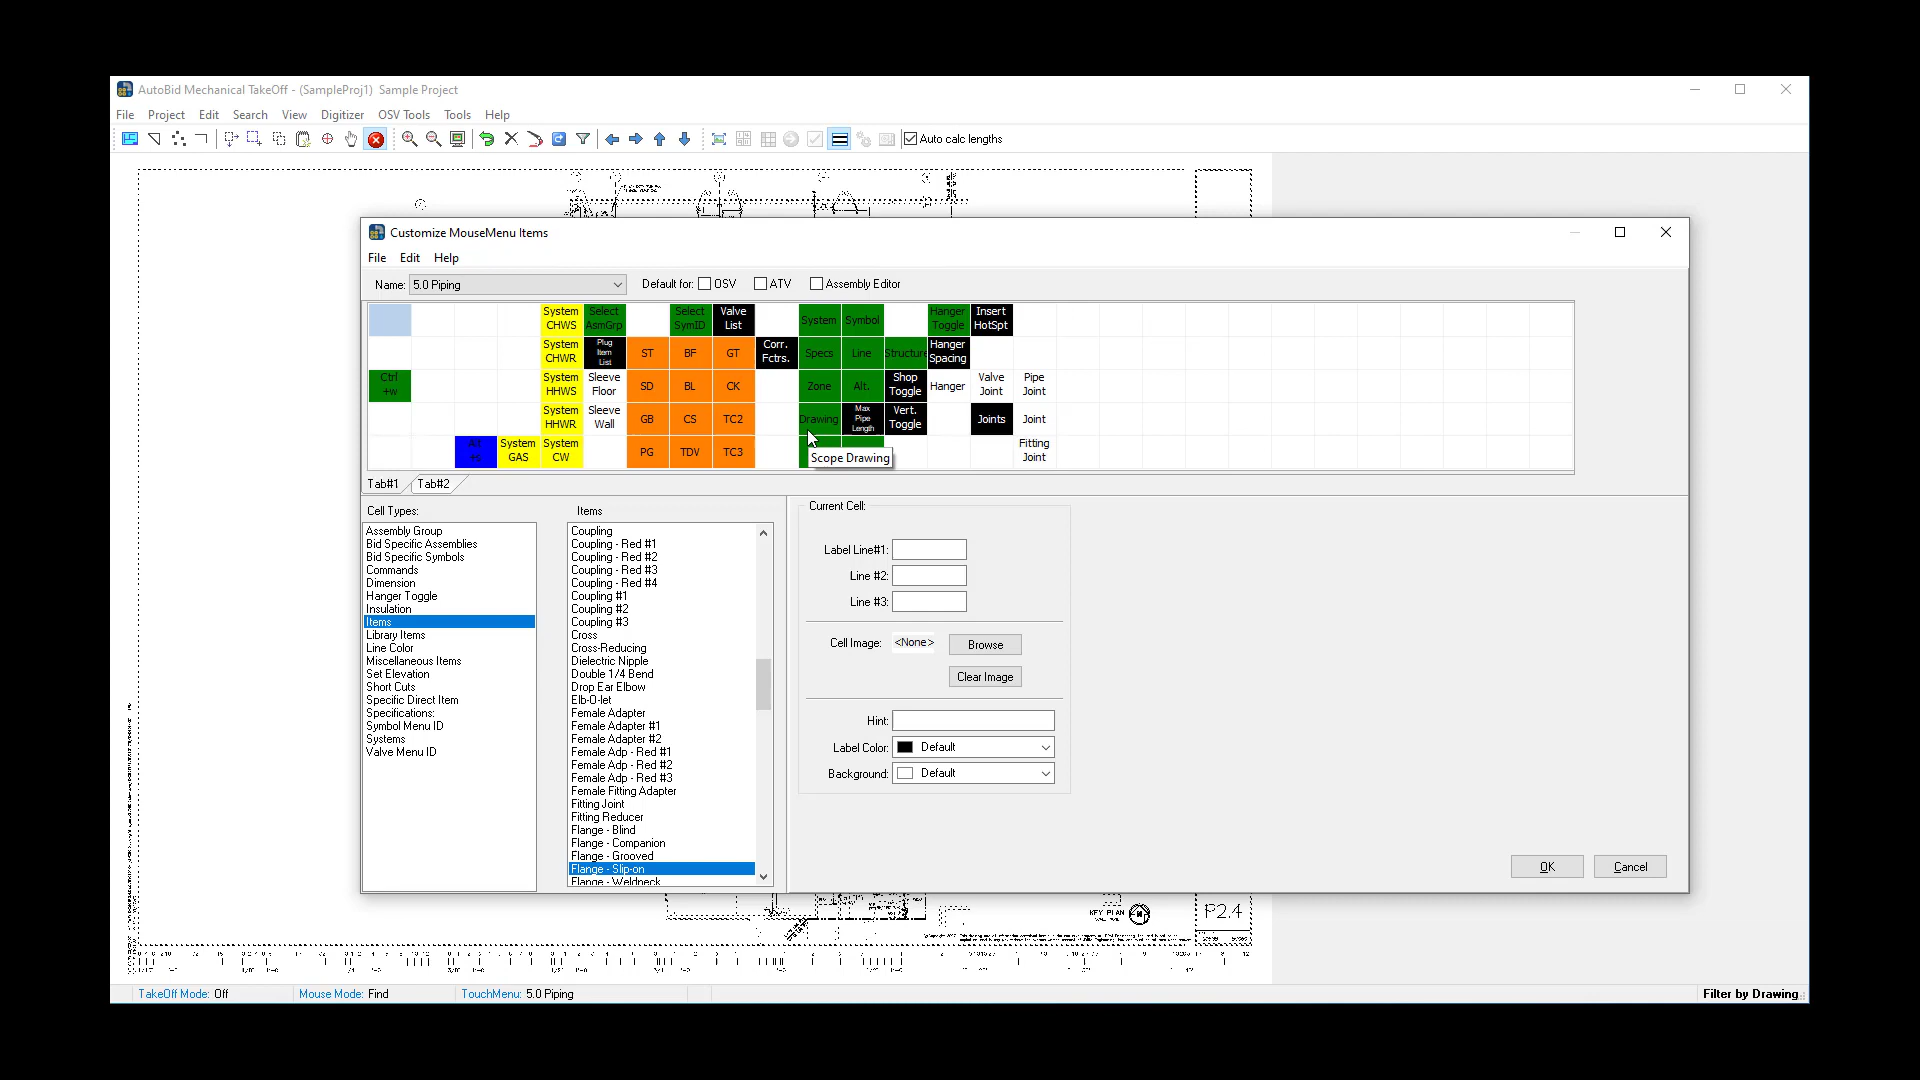 AutoBid Mechanical TakeOff - (SampleProj1) Sample Project
File Project Edit Search View Digitizer OSV Tools Tools Help
Auto calc lengths
Customize MouseMenu Items
File Edit Help
Name: 5.0 Piping Default for: OSV ATV Assembly Editor
System CHWS Select AsmGrp Select SymID Valve List System Symbol Hanger Toggle Insert HotSpt
System CHWR Plug Item List ST BF GT Corr. Fctrs. Specs Line Structure Hanger Spacing
Ctrl +w System HHWS Sleeve Floor SD BL CK Zone Alt. Shop Toggle Hanger Valve Joint Pipe Joint
System HHWR Sleeve Wall GB CS TC2 Drawing Max Pipe Length Vert. Toggle Joints Joint
Alt +s System GAS System CW PG TDV TC3 Fitting Joint
Scope Drawing
Tab#1 Tab#2
Cell Types:
Assembly Group
Bid Specific Assemblies
Bid Specific Symbols
Commands
Dimension
Hanger Toggle
Insulation
Items
Library Items
Line Color
Miscellaneous Items
Set Elevation
Short Cuts
Specific Direct Item
Specifications:
Symbol Menu ID
Systems
Valve Menu ID
Items
Coupling
Coupling - Red #1
Coupling - Red #2
Coupling - Red #3
Coupling - Red #4
Coupling #1
Coupling #2
Coupling #3
Cross
Cross-Reducing
Dielectric Nipple
Double 1/4 Bend
Drop Ear Elbow
Elb-O-let
Female Adapter
Female Adapter #1
Female Adapter #2
Female Adp - Red #1
Female Adp - Red #2
Female Adp - Red #3
Female Fitting Adapter
Fitting Joint
Fitting Reducer
Flange - Blind
Flange - Companion
Flange - Grooved
Flange - Slip-on
Flange - Weldneck
Current Cell:
Label Line#1:
Line #2:
Line #3:
Cell Image: <None> Browse
Clear Image
Hint:
Label Color: Default
Background: Default
OK Cancel
KEY PLAN
P2.4
TakeOff Mode: Off Mouse Mode: Find TouchMenu: 5.0 Piping Filter by Drawing